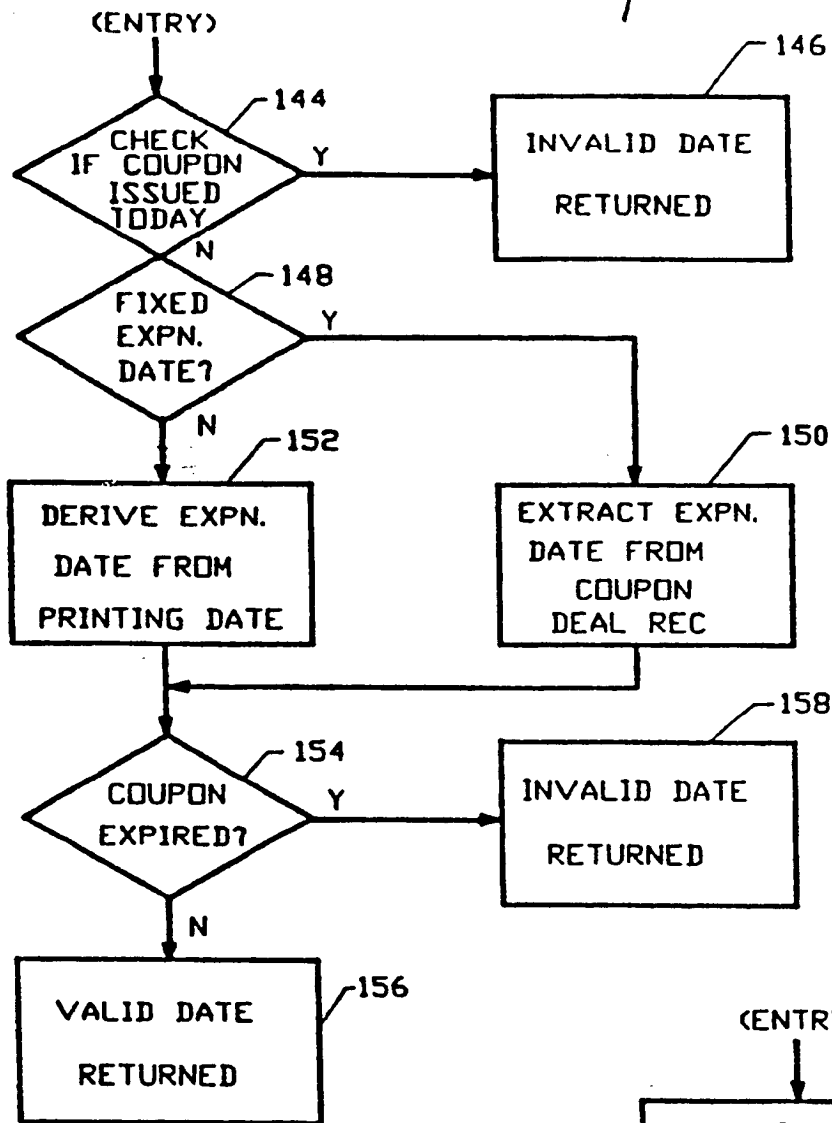 (ENTRY)
144
CHECK
IF COUPON
ISSUED
TODAY
Y
N
146
INVALID DATE
RETURNED
148
FIXED
EXPN.
DATE?
Y
N
152
DERIVE EXPN.
DATE FROM
PRINTING DATE
150
EXTRACT EXPN.
DATE FROM
COUPON
DEAL REC
154
COUPON
EXPIRED?
Y
N
158
INVALID DATE
RETURNED
156
VALID DATE
RETURNED
(ENTR